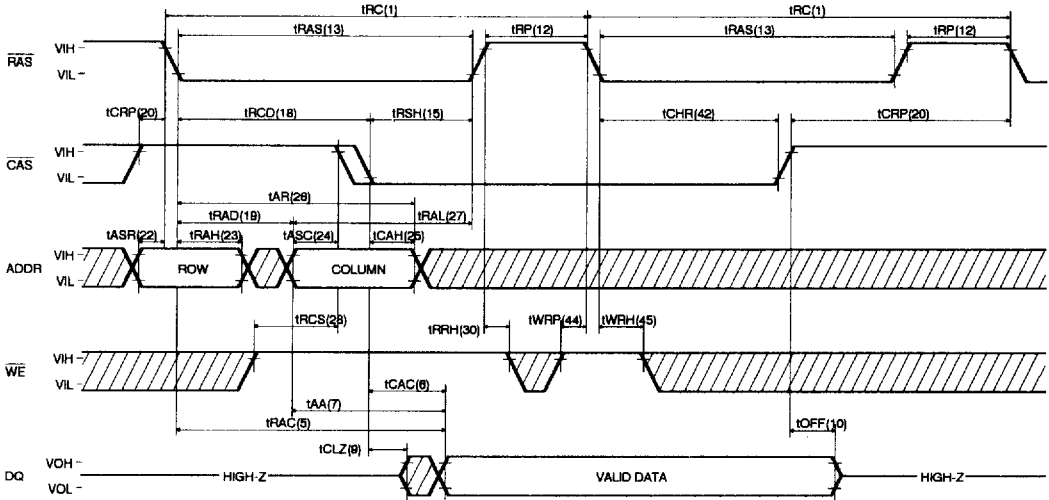 tRC(1) tRC(1)
tRAS(13) tRP(12) tRAS(13) tRP(12)
RAS VIH
VIL
tCRP(20) tRCD(18) tRSH(15) tCHR(42) tCRP(20)
CAS VIH
VIL
tAR(26)
tRAD(19) tRAL(27)
tASR(22) tRAH(23) tASC(24) tCAH(25)
ADDR VIH
VIL
ROW COLUMN
tRCS(28) tRRH(30) tWRP(44) tWRH(45)
WE VIH
VIL
tCAC(6)
tAA(7)
tRAC(5) tOFF(10)
tCLZ(9)
DQ VOH
VOL
HIGH-Z VALID DATA HIGH-Z